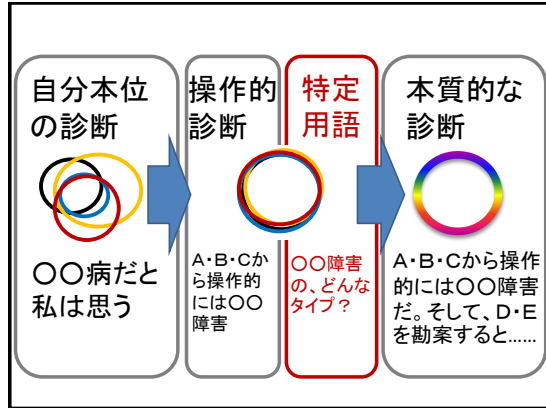 自分本位
の診断
〇〇病だと
私は思う
操作的
診断
A・B・Cか
ら操作的
には〇〇
障害
特定
用語
〇〇障害
の、どんな
タイプ？
本質的な
診断
A・B・Cから操作
的には〇〇障害
だ。そして、D・E
を勘案すると……